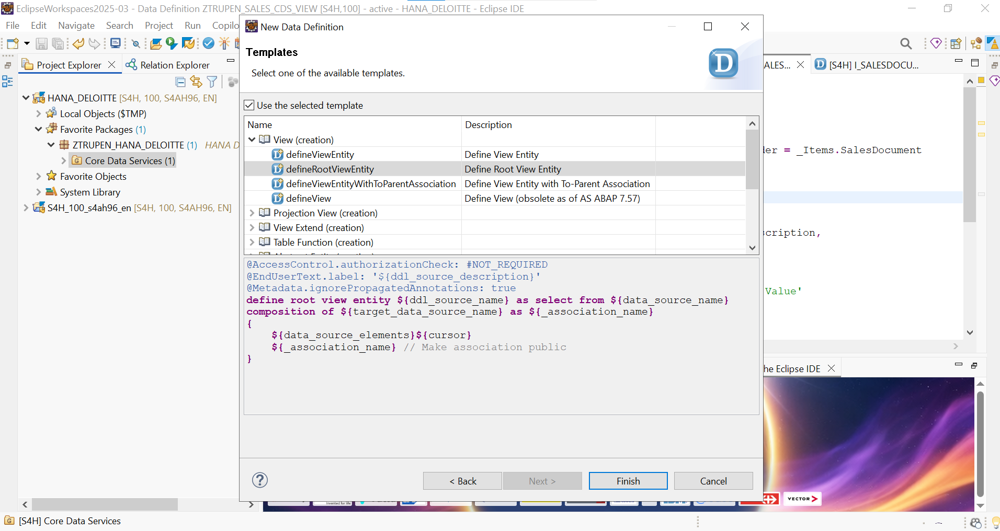 EclipseWorkspaces2025-03 - Data Definition ZTRUPEN_SALES_CDS_VIEW [S4H,100] - active - HANA_DELOITTE - Eclipse IDE
File Edit Navigate Search Project Run Copilo
New Data Definition
Templates
Select one of the available templates.
Project Explorer
Relation Explorer
ALES...
[S4H] I_SALESDOCU...
HANA_DELOITTE [S4H, 100, S4AH96, EN]
Local Objects ($TMP)
Favorite Packages (1)
ZTRUPEN_HANA_DELOITTE (1) HANA D
Core Data Services (1)
Favorite Objects
System Library
S4H_100_s4ah96_en [S4H, 100, S4AH96, EN]
Use the selected template
Name Description
View (creation)
defineViewEntity Define View Entity
defineRootViewEntity Define Root View Entity
defineViewEntityWithToParentAssociation Define View Entity with To-Parent Association
defineView Define View (obsolete as of AS ABAP 7.57)
Projection View (creation)
View Extend (creation)
Table Function (creation)
@AccessControl.authorizationCheck: #NOT_REQUIRED
@EndUserText.label: '${ddl_source_description}'
@Metadata.ignorePropagatedAnnotations: true
define root view entity ${ddl_source_name} as select from ${data_source_name}
composition of ${target_data_source_name} as ${_association_name}
{
${data_source_elements}${cursor}
${_association_name} // Make association public
}
der = _Items.SalesDocument
scription,
Value'
he Eclipse IDE
< Back
Next >
Finish
Cancel
Invented for life
VECTOR
[S4H] Core Data Services